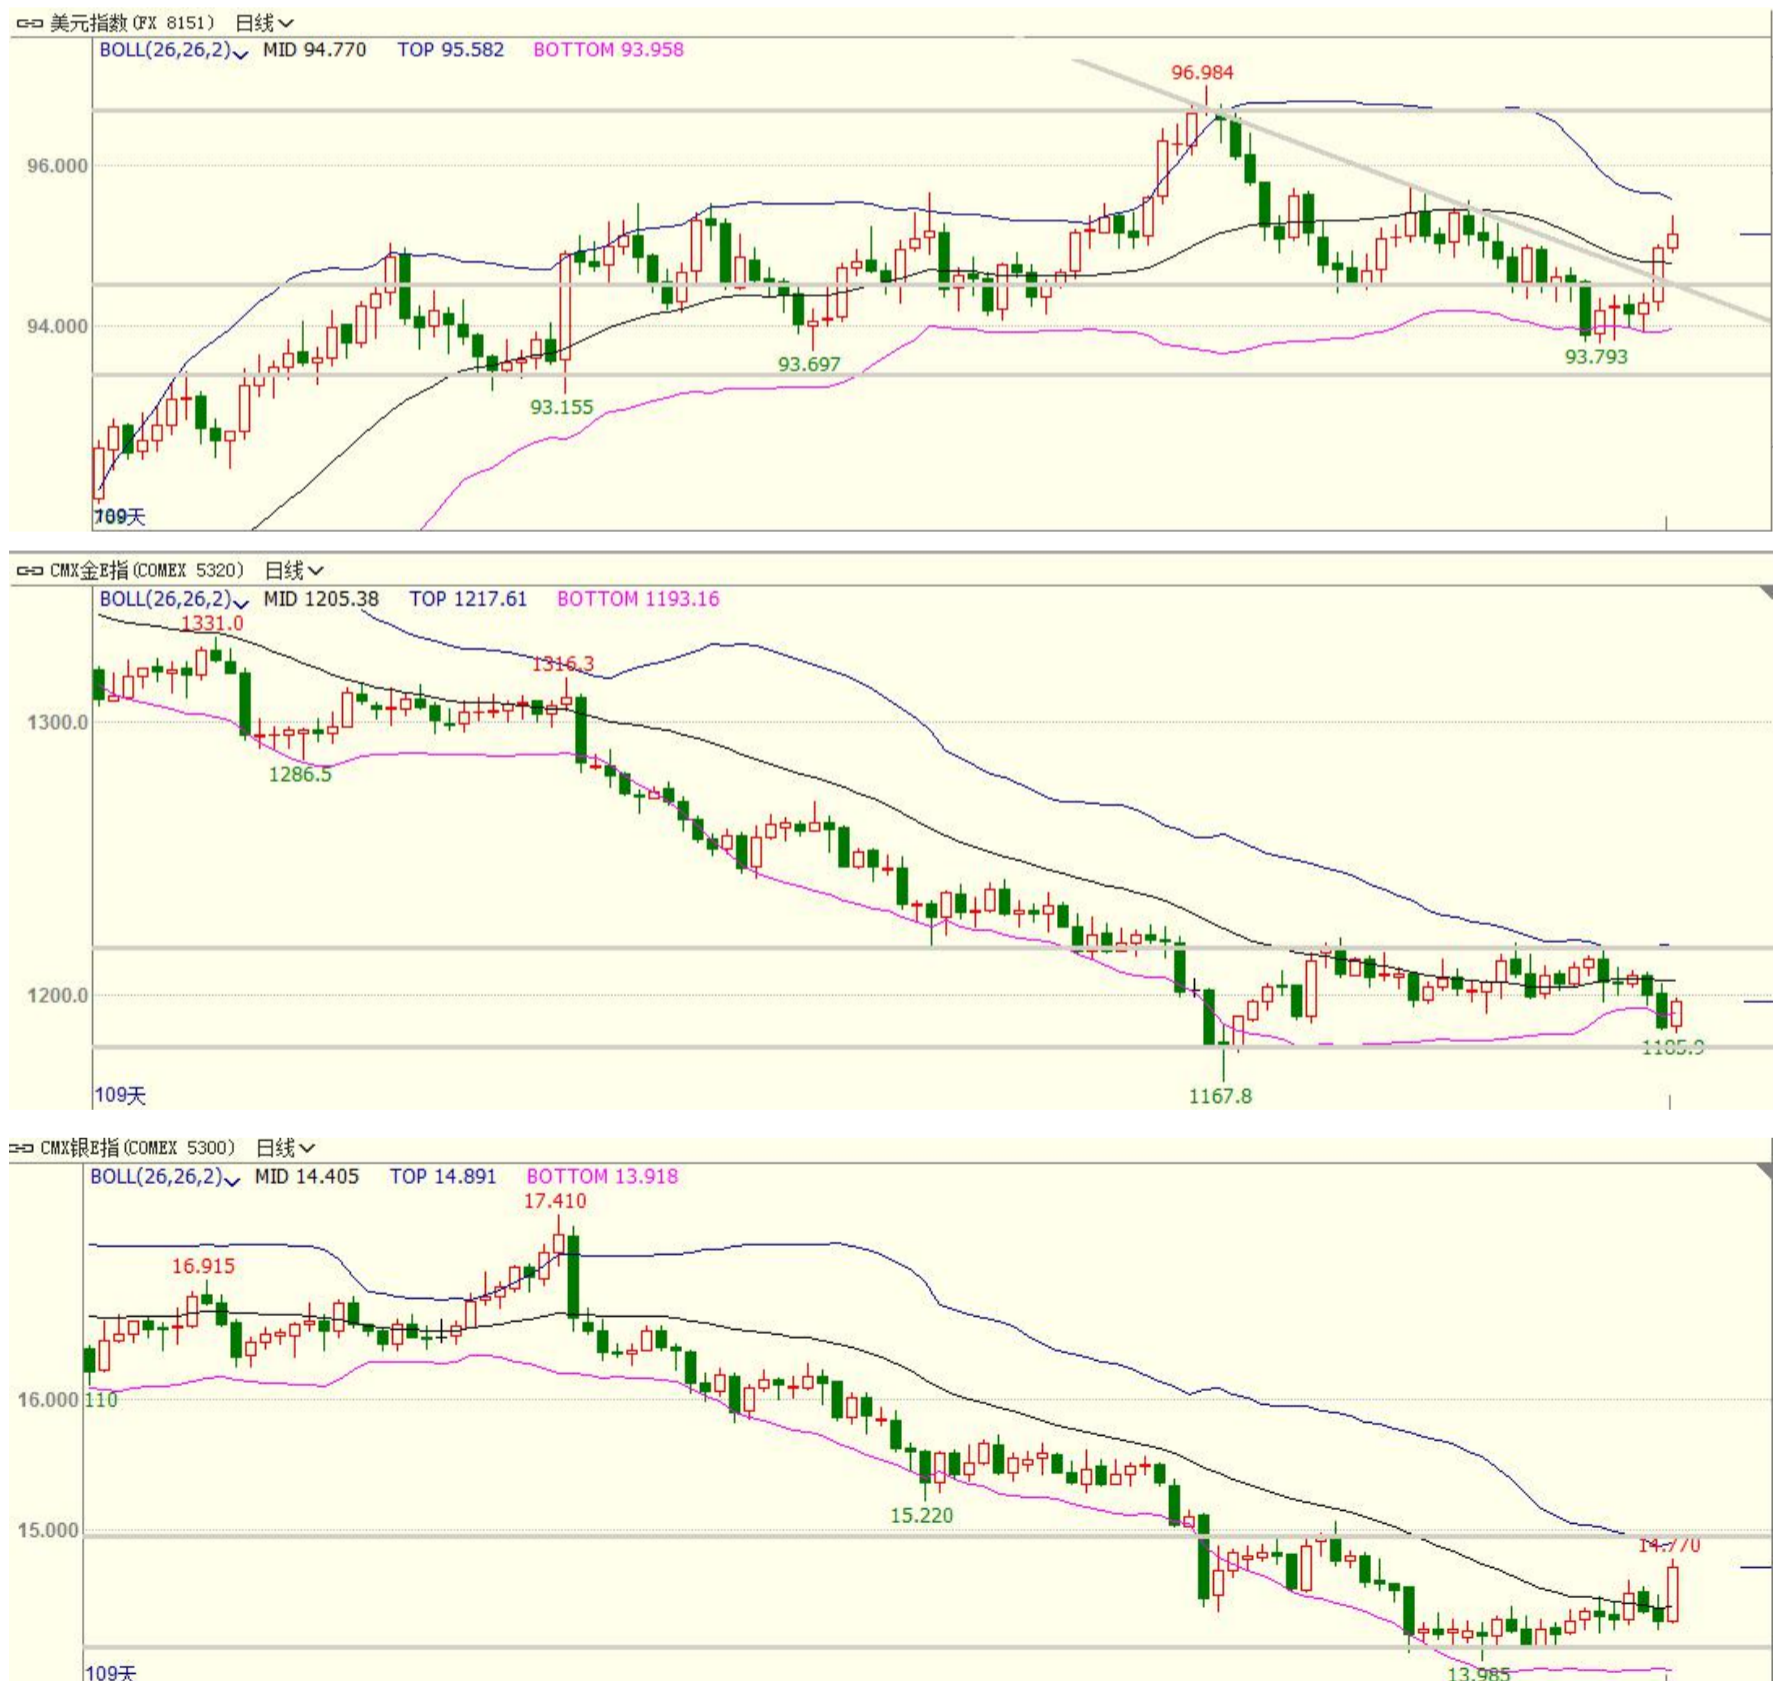 美元指数(FX 8151) 日线
BOLL(26,26,2) MID 94.770 TOP 95.582 BOTTOM 93.958
96.984
96.000
94.000
93.697
93.793
93.155
109天
CMX金E指(COMEX 5320) 日线
BOLL(26,26,2) MID 1205.38 TOP 1217.61 BOTTOM 1193.16
1331.0
1316.3
1300.0
1286.5
1200.0
1185.9
1167.8
109天
CMX银E指(COMEX 5300) 日线
BOLL(26,26,2) MID 14.405 TOP 14.891 BOTTOM 13.918
17.410
16.915
16.000
110
15.220
15.000
14.770
13.985
109天